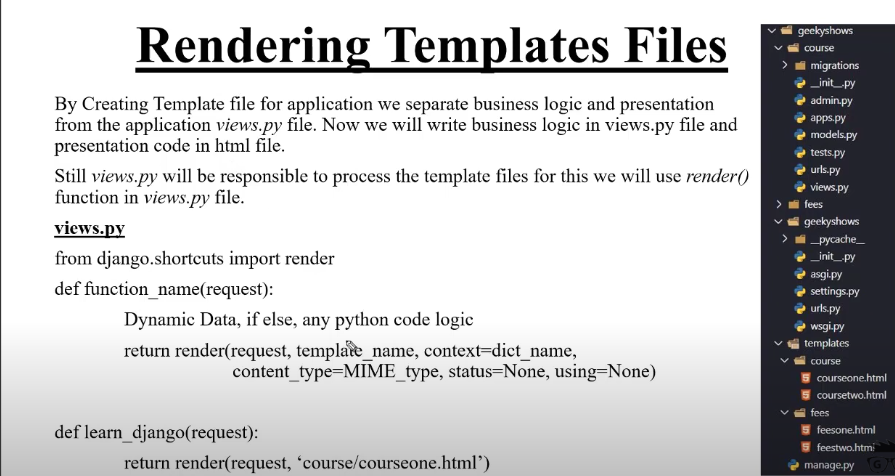 Rendering Templates Files
By Creating Template file for application we separate business logic and presentation
from the application views.py file. Now we will write business logic in views.py file and
presentation code in html file.
Still views.py will be responsible to process the template files for this we will use render()
function in views.py file.
views.py
from django.shortcuts import render
def function_name(request):
Dynamic Data, if else, any python code logic
return render(request, template_name, context=dict_name,
content_type=MIME_type, status=None, using=None)
def learn_django(request):
return render(request, ‘course/courseone.html’)
geekyshows
course
migrations
__init__.py
admin.py
apps.py
models.py
tests.py
urls.py
views.py
fees
geekyshows
__pycache__
__init__.py
asgi.py
settings.py
urls.py
wsgi.py
templates
course
courseone.html
coursetwo.html
fees
feesone.html
feestwo.html
manage.py